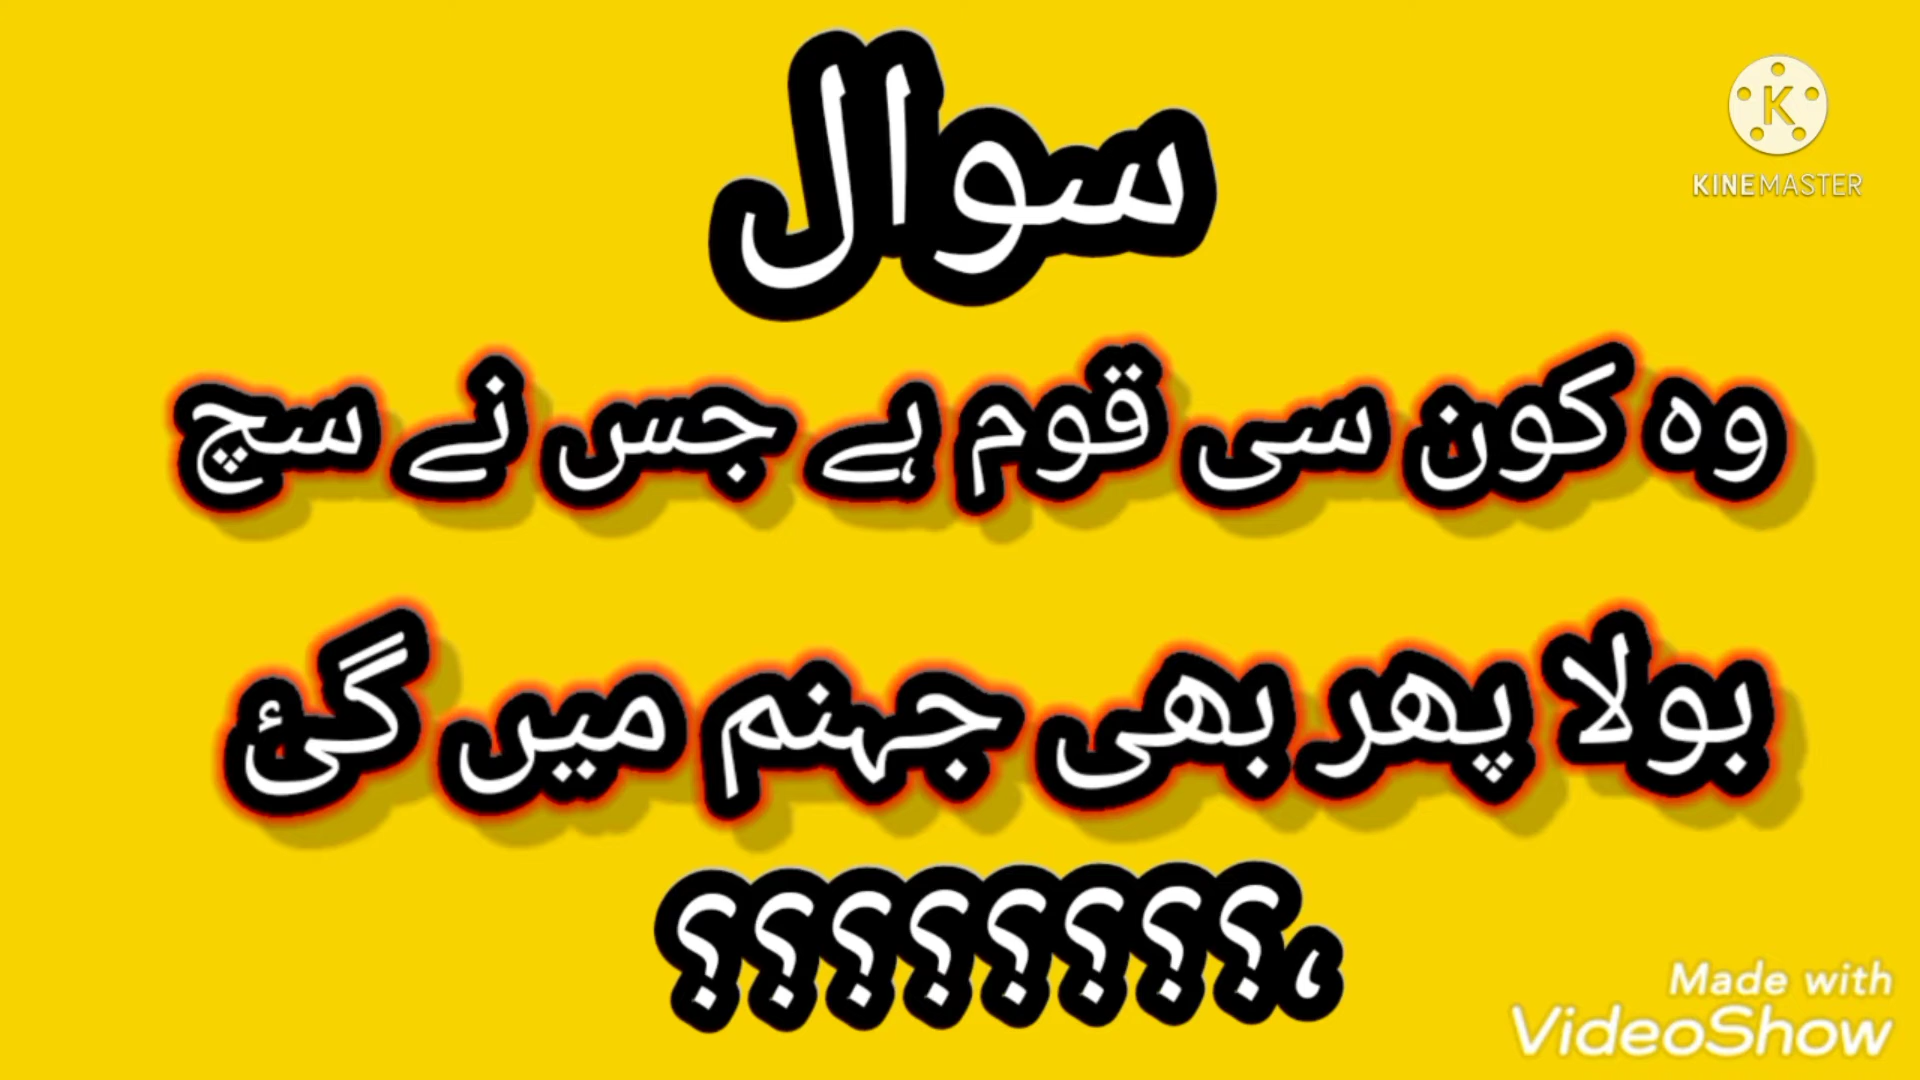 سوال
KINEMASTER
وہ کون سی قوم ہے جس نے سچ
بولا پھر بھی جہنم میں گئ
،؟؟؟؟؟؟؟؟
Made with
VideoShow